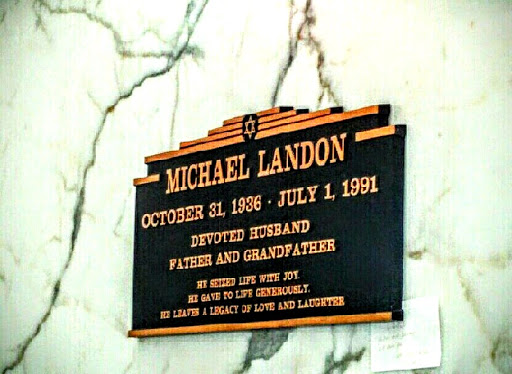 MICHAEL LANDON
OCTOBER 31, 1936 · JULY 1, 1991
DEVOTED HUSBAND
FATHER AND GRANDFATHER
HE SEIZED LIFE WITH JOY.
HE GAVE TO LIFE GENEROUSLY.
HE LEAVES A LEGACY OF LOVE AND LAUGHTER